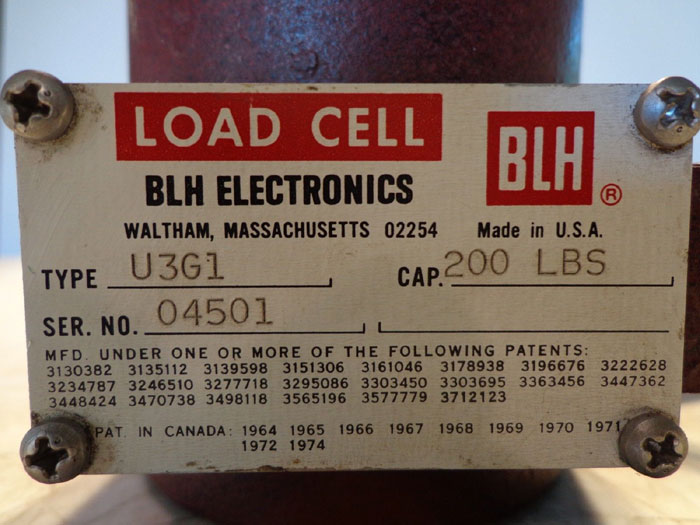 LOAD CELL
BLH ®
BLH ELECTRONICS
WALTHAM, MASSACHUSETTS 02254 Made in U.S.A.
TYPE U3G1 CAP. 200 LBS
SER. NO. 04501
MFD. UNDER ONE OR MORE OF THE FOLLOWING PATENTS:
3130382 3135112 3139598 3151306 3161046 3178938 3196676 3222628
3234787 3246510 3277718 3295086 3303450 3303695 3363456 3447362
3448424 3470738 3498118 3565196 3577779 3712123
PAT. IN CANADA: 1964 1965 1966 1967 1968 1969 1970 1971
1972 1974